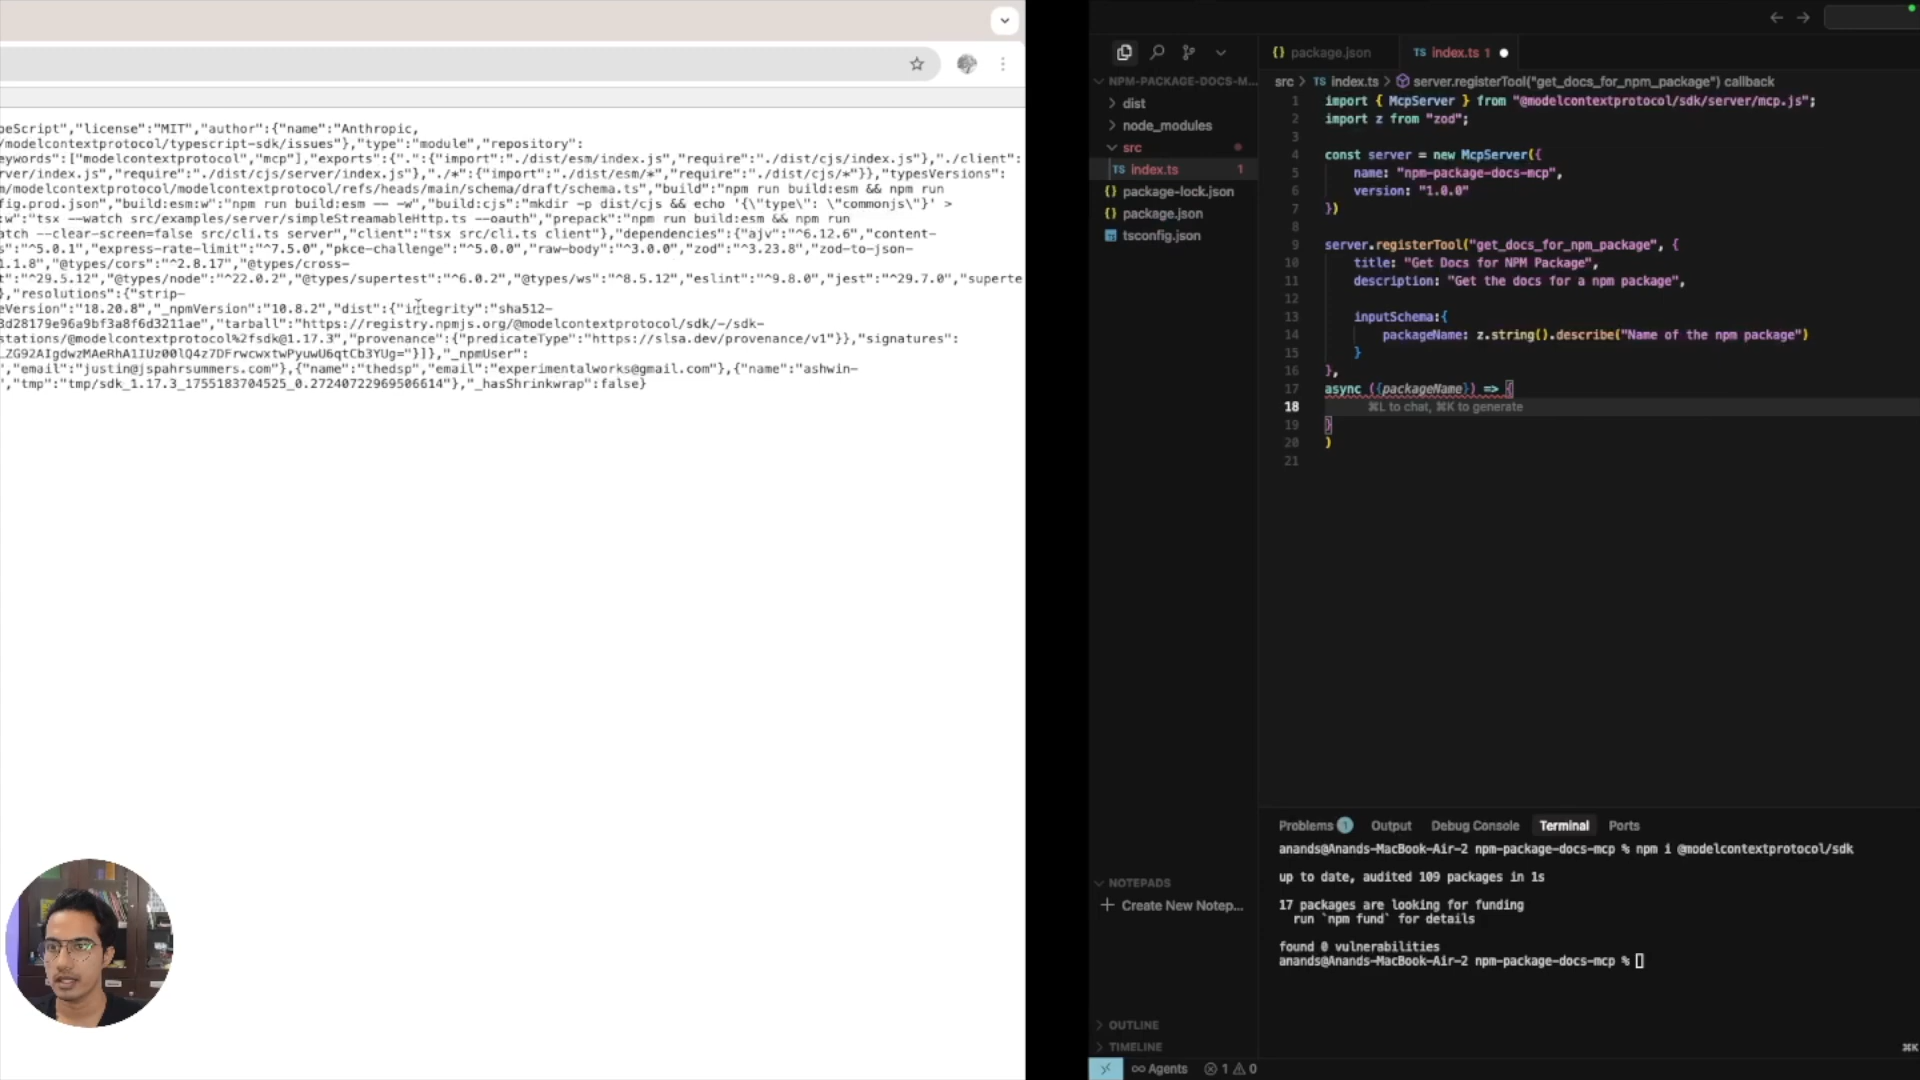 peScript","license":"MIT","author":{"name":"Anthropic,
/modelcontextprotocol/typescript-sdk/issues"},"type":"module","repository":
eywords":["modelcontextprotocol","mcp"],"exports":{".":{"import":"./dist/esm/index.js","require":"./dist/cjs/index.js"},"./client":
rver/index.js","require":"./dist/cjs/server/index.js"},"./*":{"import":"./dist/esm/*","require":"./dist/cjs/*"}},"typesVersions":
m/modelcontextprotocol/modelcontextprotocol/refs/heads/main/schema/draft/schema.ts","build":"npm run build:esm && npm run
fig.prod.json","build:esm:w":"npm run build:esm -- -w","build:cjs":"mkdir -p dist/cjs && echo '{\"type\": \"commonjs\"}' >
:w":"tsx --watch src/examples/server/simpleStreamableHttp.ts --oauth","prepack":"npm run build:esm && npm run
atch --clear-screen=false src/cli.ts server","client":"tsx src/cli.ts client"},"dependencies":{"ajv":"^6.12.6","content-
s":"^5.0.1","express-rate-limit":"^7.5.0","pkce-challenge":"^5.0.0","raw-body":"^3.0.0","zod":"^3.23.8","zod-to-json-
1.1.8","@types/cors":"^2.8.17","@types/cross-
t":"^29.5.12","@types/node":"^22.0.2","@types/supertest":"^6.0.2","@types/ws":"^8.5.12","eslint":"^9.8.0","jest":"^29.7.0","superte
},"resolutions":{"strip-
eVersion":"18.20.8","_npmVersion":"10.8.2","dist":{"integrity":"sha512-
3d28179e96a9bf3a8f6d3211ae","tarball":"https://registry.npmjs.org/@modelcontextprotocol/sdk/-/sdk-
stations/@modelcontextprotocol%2fsdk@1.17.3","provenance":{"predicateType":"https://slsa.dev/provenance/v1"}},"signatures":
LZG92AIgdwzMAeRhA1IUz00lQ4z7DFrwcwxtwPyuwU6qtCb3YUg="}]},"_npmUser":
,"email":"justin@jspahrsummers.com"},{"name":"thedsp","email":"experimentalworks@gmail.com"},{"name":"ashwin-
,"tmp":"tmp/sdk_1.17.3_1755183704525_0.27240722969506614"},"_hasShrinkwrap":false}
NPM-PACKAGE-DOCS-M...
dist
node_modules
src
TS index.ts 1
{} package-lock.json
{} package.json
tsconfig.json
NOTEPADS
Create New Notep...
OUTLINE
TIMELINE
{} package.json
TS index.ts 1
src > TS index.ts > server.registerTool("get_docs_for_npm_package") callback
1 import { McpServer } from "@modelcontextprotocol/sdk/server/mcp.js";
2 import z from "zod";
3
4 const server = new McpServer({
5 name: "npm-package-docs-mcp",
6 version: "1.0.0"
7 })
8
9 server.registerTool("get_docs_for_npm_package", {
10 title: "Get Docs for NPM Package",
11 description: "Get the docs for a npm package",
12
13 inputSchema:{
14 packageName: z.string().describe("Name of the npm package")
15 }
16 },
17 async ({packageName}) => {
18 ⌘L to chat, ⌘K to generate
19 }
20 )
21
Problems 1 Output Debug Console Terminal Ports
anands@Anands-MacBook-Air-2 npm-package-docs-mcp % npm i @modelcontextprotocol/sdk
up to date, audited 109 packages in 1s
17 packages are looking for funding
run `npm fund` for details
found 0 vulnerabilities
anands@Anands-MacBook-Air-2 npm-package-docs-mcp %
⌘K
Agents 1 0